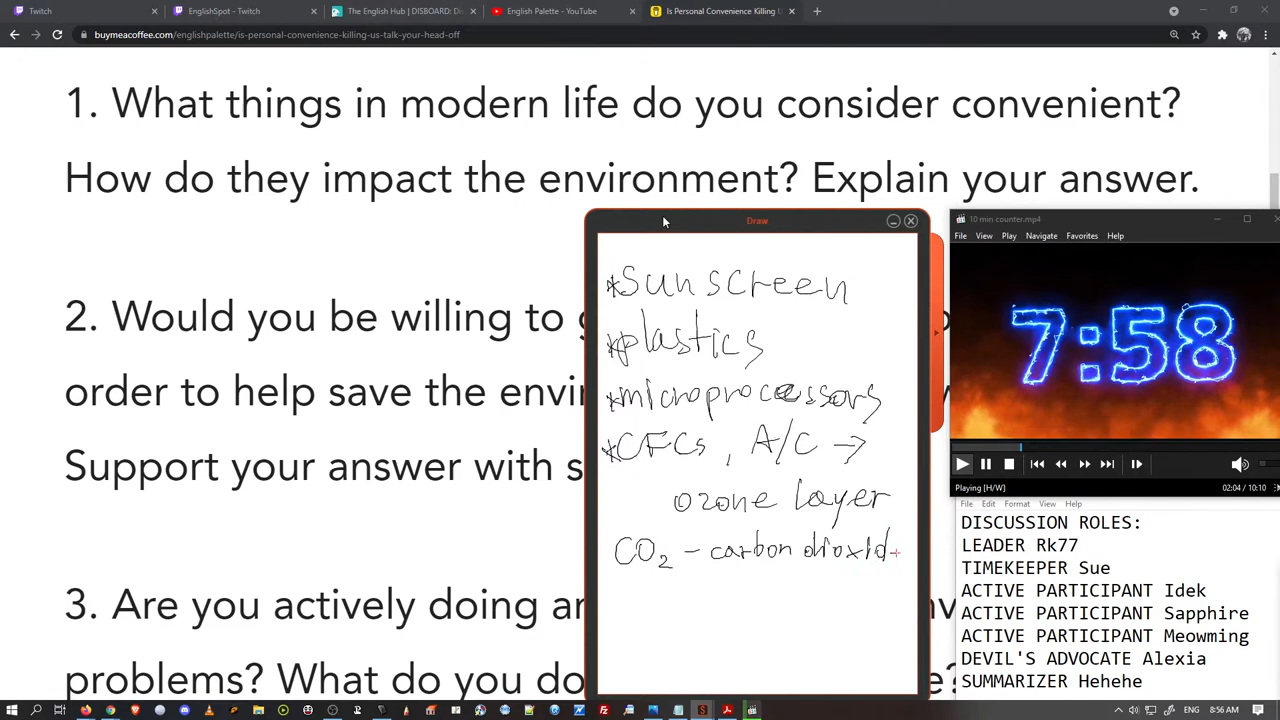 Twitch
EnglishSpot - Twitch
The English Hub | DISBOARD: Di
English Palette - YouTube
Is Personal Convenience Killing U
buymeacoffee.com/englishpalette/is-personal-convenience-killing-us-talk-your-head-off
1. What things in modern life do you consider convenient?
How do they impact the environment? Explain your answer.
2. Would you be willing to
order to help save the
Support your answer with
3. Are you actively doing
problems? What do you do
Draw
*Sunscreen
*plastics
*microprocessors
*CFCs, A/C →
ozone layer
CO2 - carbon dioxid
10 min counter.mp4
File View Play Navigate Favorites Help
7:58
Playing [H/W]
02:04 / 10:10
File Edit Format View Help
DISCUSSION ROLES:
LEADER Rk77
TIMEKEEPER Sue
ACTIVE PARTICIPANT Idek
ACTIVE PARTICIPANT Sapphire
ACTIVE PARTICIPANT Meowming
DEVIL'S ADVOCATE Alexia
SUMMARIZER Hehehe
ENG 8:56 AM